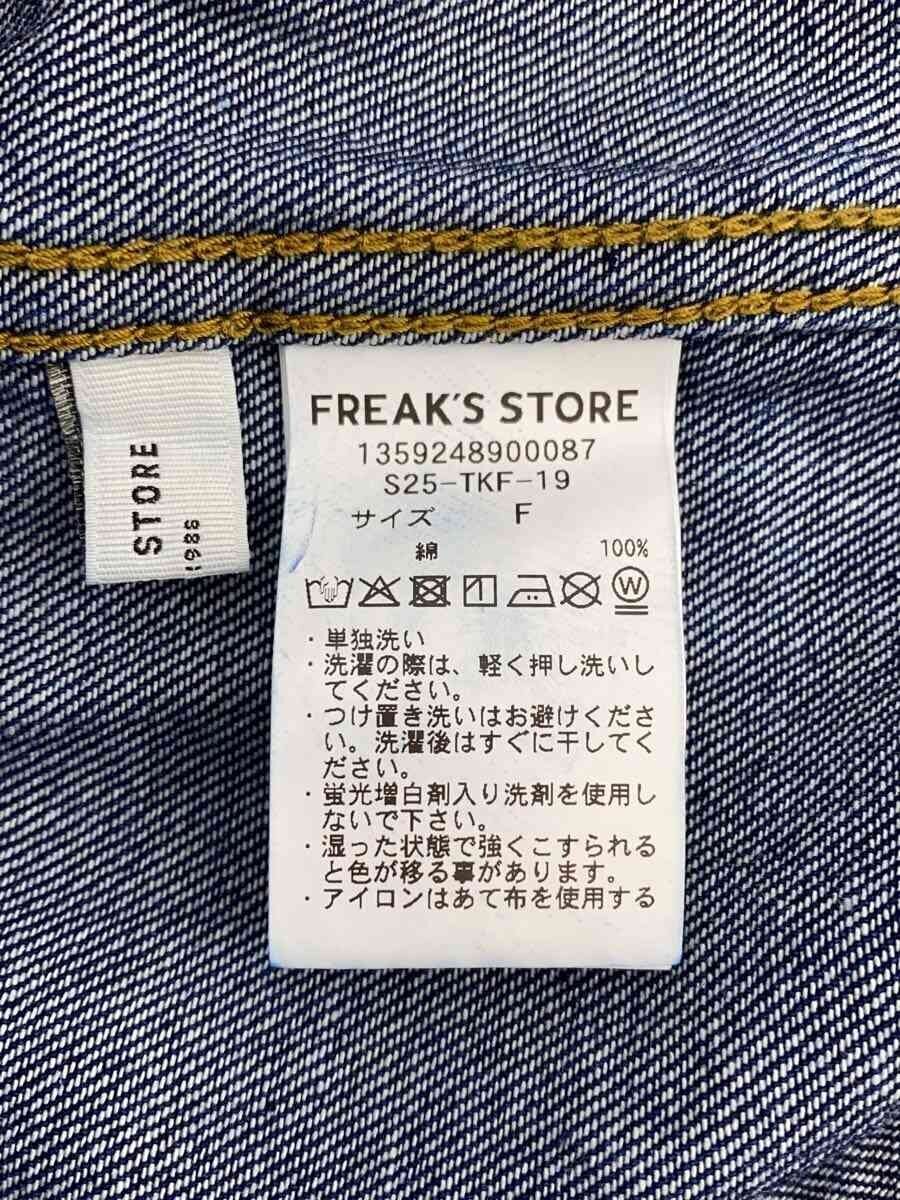 FREAK'S STORE
1359248900087
S25-TKF-19
サイズ F
綿 100%
W
・単独洗い
・洗濯の際は、軽く押し洗いし
てください。
・つけ置き洗いはお避けくださ
い。洗濯後はすぐに干してく
ださい。
・蛍光増白剤入り洗剤を使用し
ないで下さい。
・湿った状態で強くこすられる
と色が移る事があります。
・アイロンはあて布を使用する
STORE
1986